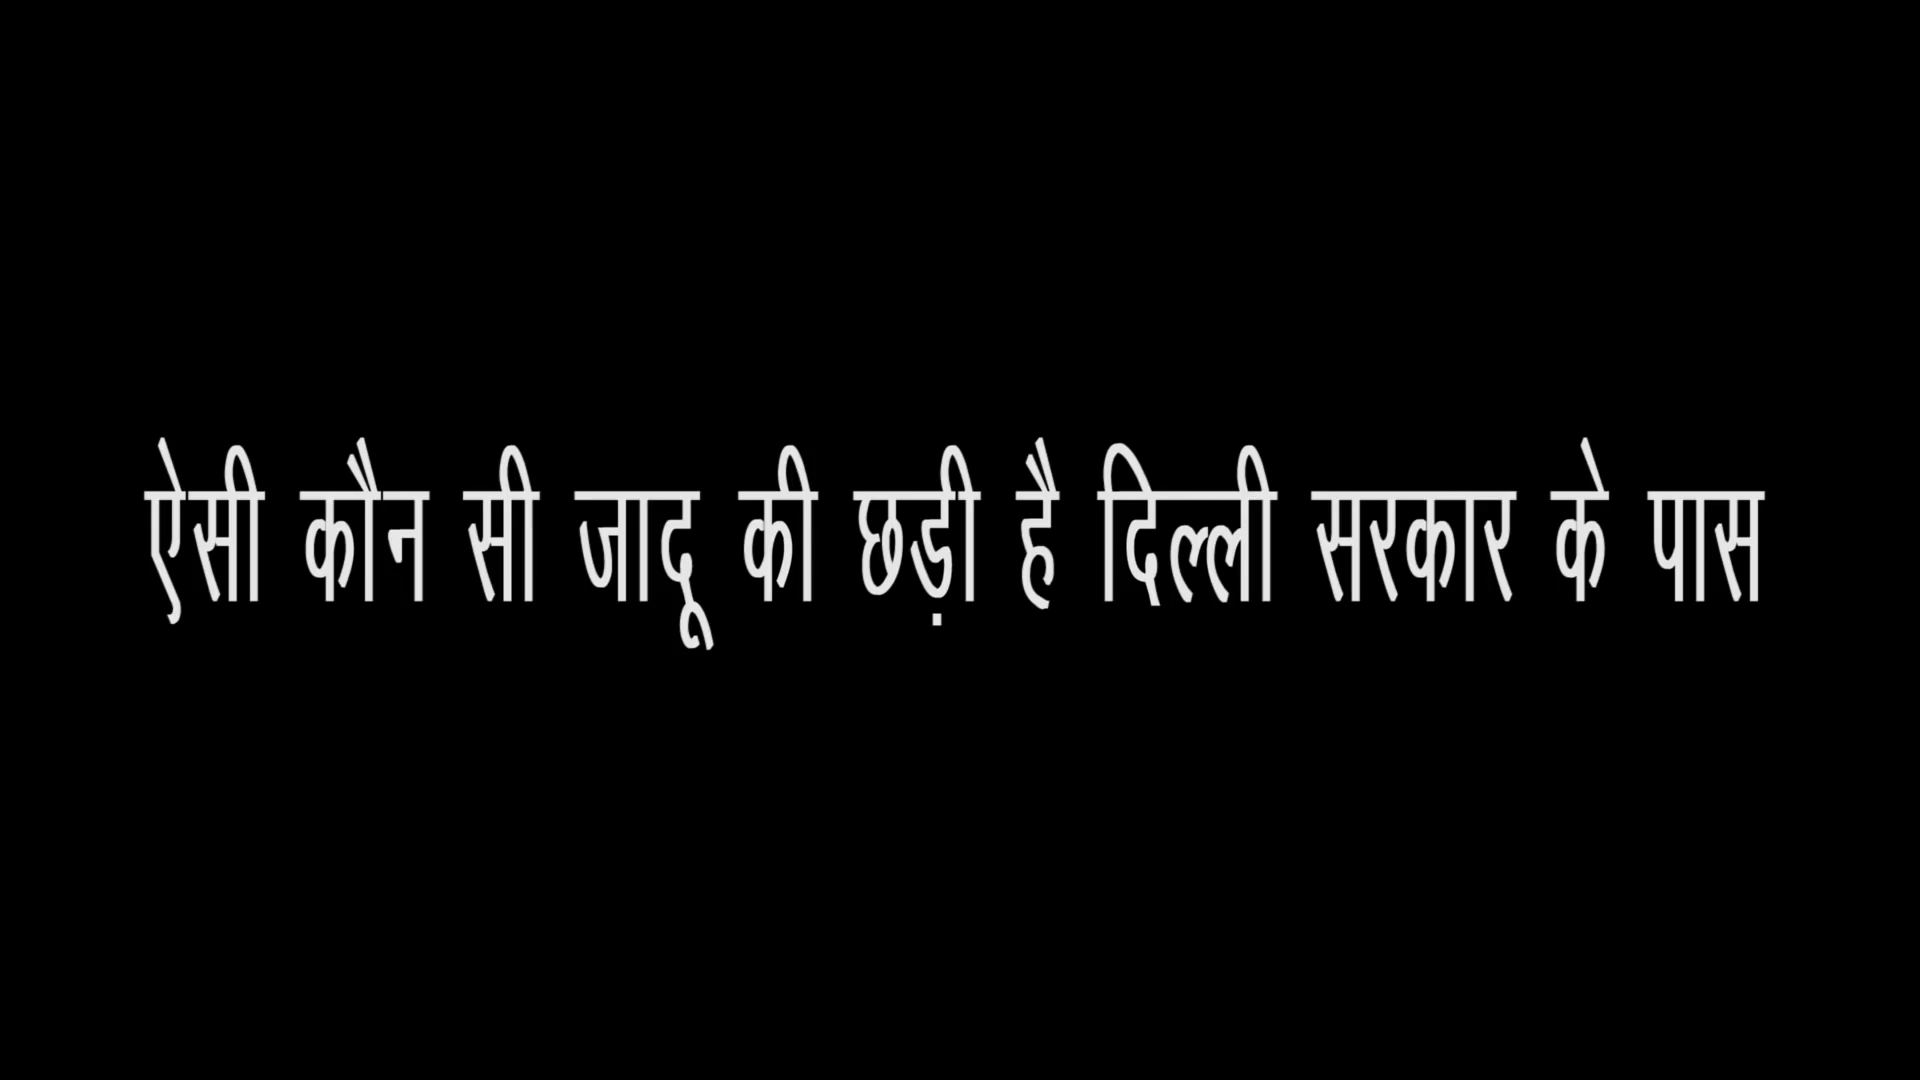 ऐसी कौन सी जादू की छड़ी है दिल्ली सरकार के पास